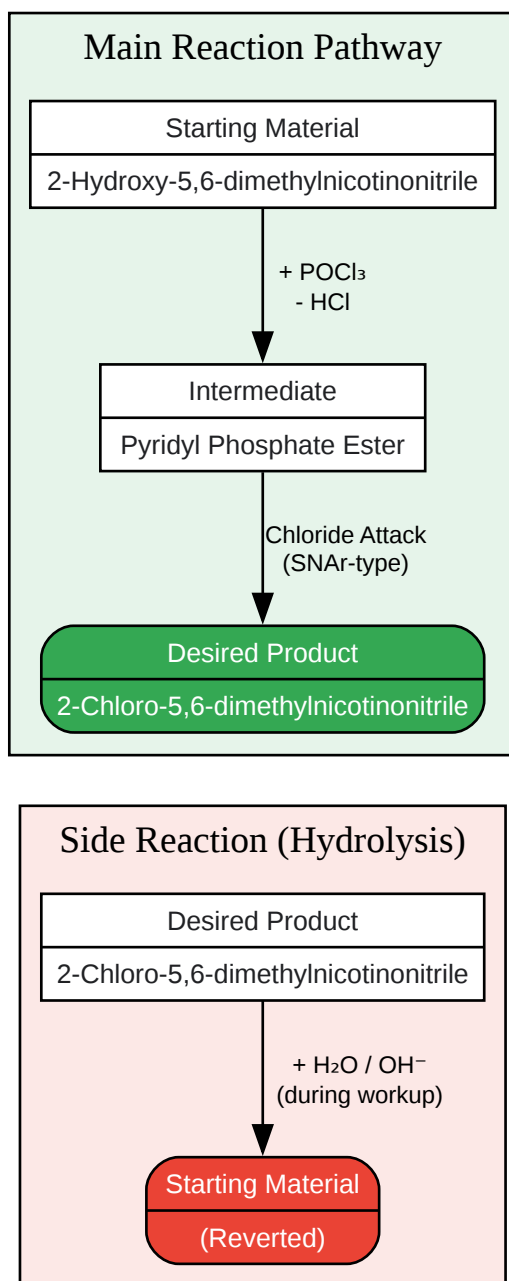 Main Reaction Pathway
Starting Material
2-Hydroxy-5,6-dimethylnicotinonitrile
+ POCl₃
- HCl
Intermediate
Pyridyl Phosphate Ester
Chloride Attack
(SNAr-type)
Desired Product
2-Chloro-5,6-dimethylnicotinonitrile
Side Reaction (Hydrolysis)
Desired Product
2-Chloro-5,6-dimethylnicotinonitrile
+ H₂O / OH⁻
(during workup)
Starting Material
(Reverted)